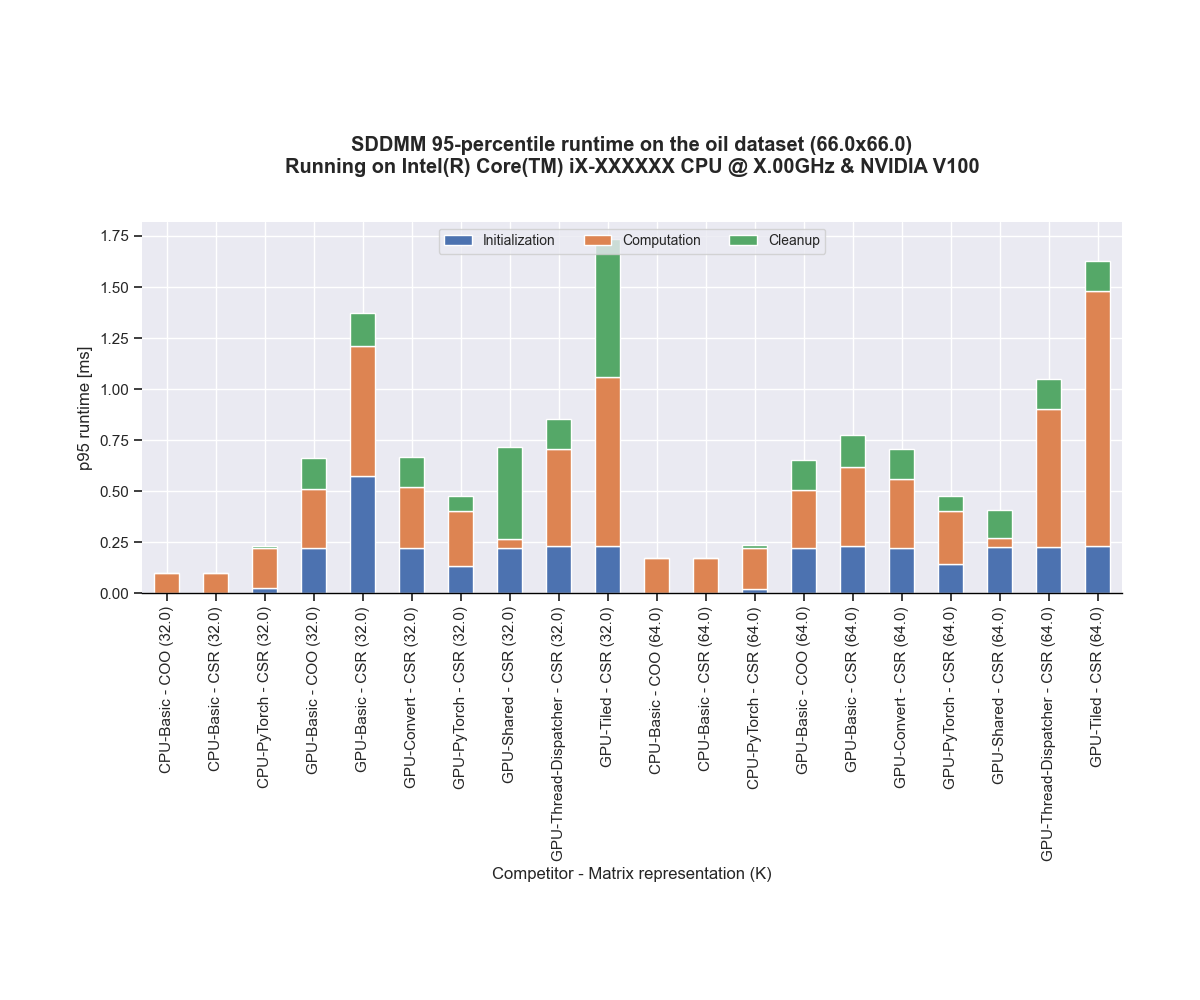 SDDMM 95-percentile runtime on the oil dataset (66.0x66.0)
Running on Intel(R) Core(TM) iX-XXXXXX CPU @ X.00GHz & NVIDIA V100
Initialization
Computation
Cleanup
p95 runtime [ms]
1.75
1.50
1.25
1.00
0.75
0.50
0.25
0.00
CPU-Basic - COO (32.0)
CPU-Basic - CSR (32.0)
CPU-PyTorch - CSR (32.0)
GPU-Basic - COO (32.0)
GPU-Basic - CSR (32.0)
GPU-Convert - CSR (32.0)
GPU-PyTorch - CSR (32.0)
GPU-Shared - CSR (32.0)
GPU-Thread-Dispatcher - CSR (32.0)
GPU-Tiled - CSR (32.0)
CPU-Basic - COO (64.0)
CPU-Basic - CSR (64.0)
CPU-PyTorch - CSR (64.0)
GPU-Basic - COO (64.0)
GPU-Basic - CSR (64.0)
GPU-Convert - CSR (64.0)
GPU-PyTorch - CSR (64.0)
GPU-Shared - CSR (64.0)
GPU-Thread-Dispatcher - CSR (64.0)
GPU-Tiled - CSR (64.0)
Competitor - Matrix representation (K)